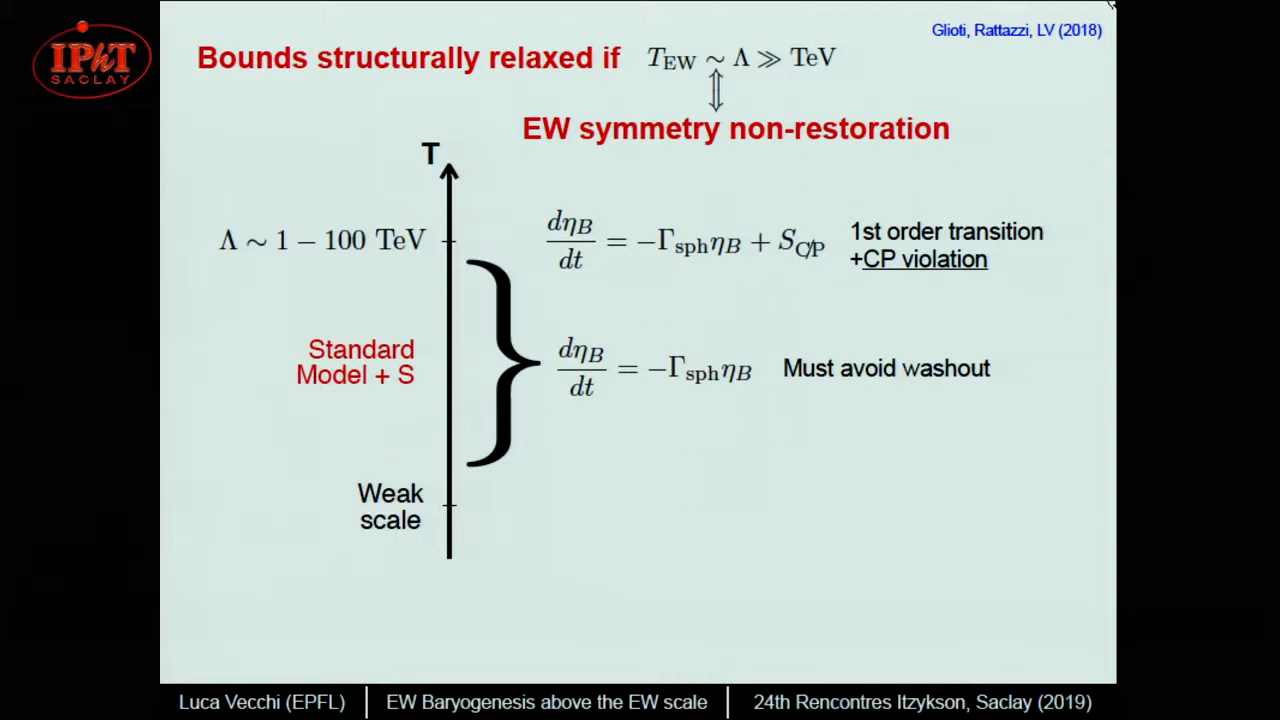 IPhT
SACLAY
Glioti, Rattazzi, LV (2018)
Bounds structurally relaxed if T_EW ∼ Λ ≫ TeV
⇕
EW symmetry non-restoration
T
Λ ∼ 1 − 100 TeV
dη_B/dt = −Γ_sph η_B + S_C̸P̸
1st order transition
+CP violation
Standard
Model + S
dη_B/dt = −Γ_sph η_B
Must avoid washout
Weak
scale
Luca Vecchi (EPFL)
EW Baryogenesis above the EW scale
24th Rencontres Itzykson, Saclay (2019)